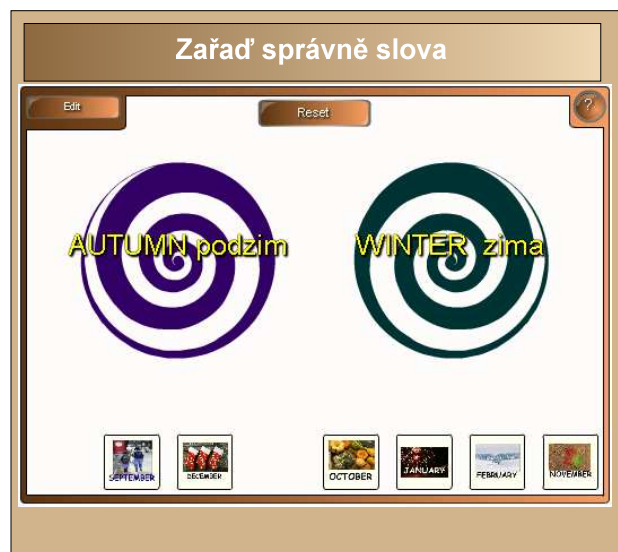 Zařaď správně slova
Edit
Reset
?
AUTUMN podzim
WINTER zima
SEPTEMBER
DECEMBER
OCTOBER
JANUARY
FEBRUARY
NOVEMBER